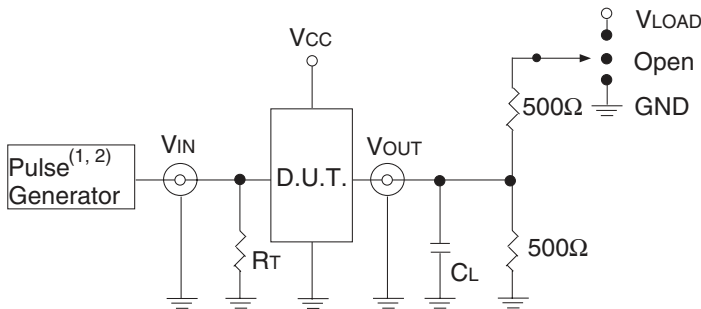 VLOAD
Open
GND
VCC
500Ω
VIN
VOUT
Pulse(1, 2)
Generator
D.U.T.
RT
CL
500Ω